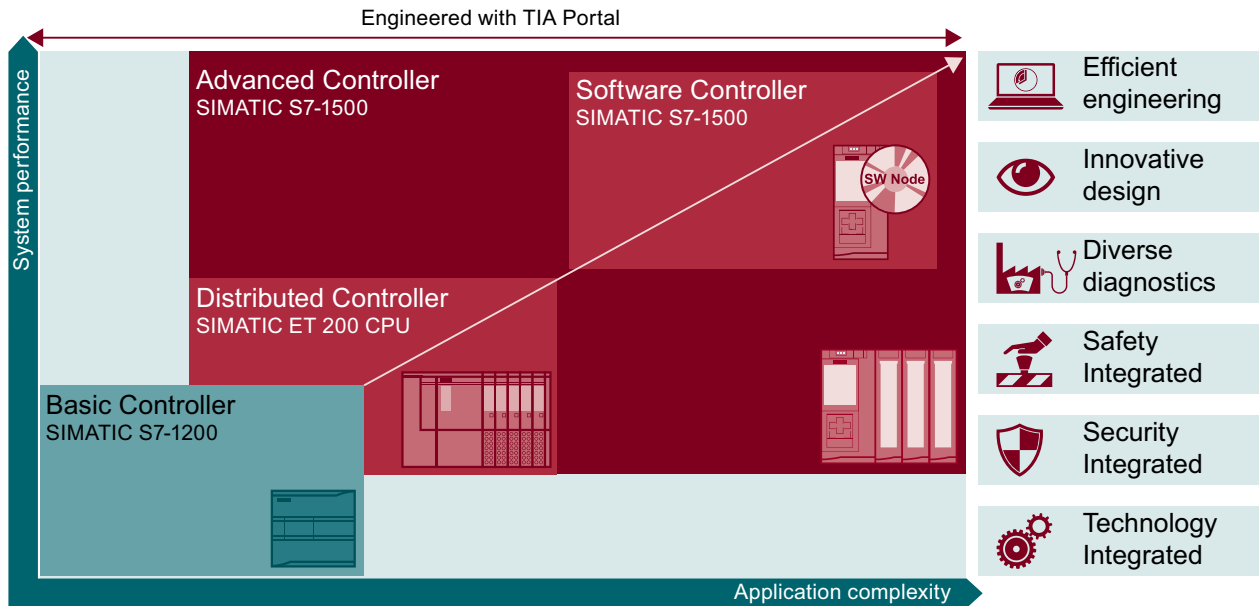 Engineered with TIA Portal
System performance
Advanced Controller
SIMATIC S7-1500
Software Controller
SIMATIC S7-1500
SW Node
Distributed Controller
SIMATIC ET 200 CPU
Basic Controller
SIMATIC S7-1200
Application complexity
Efficient
engineering
Innovative
design
Diverse
diagnostics
Safety
Integrated
Security
Integrated
Technology
Integrated